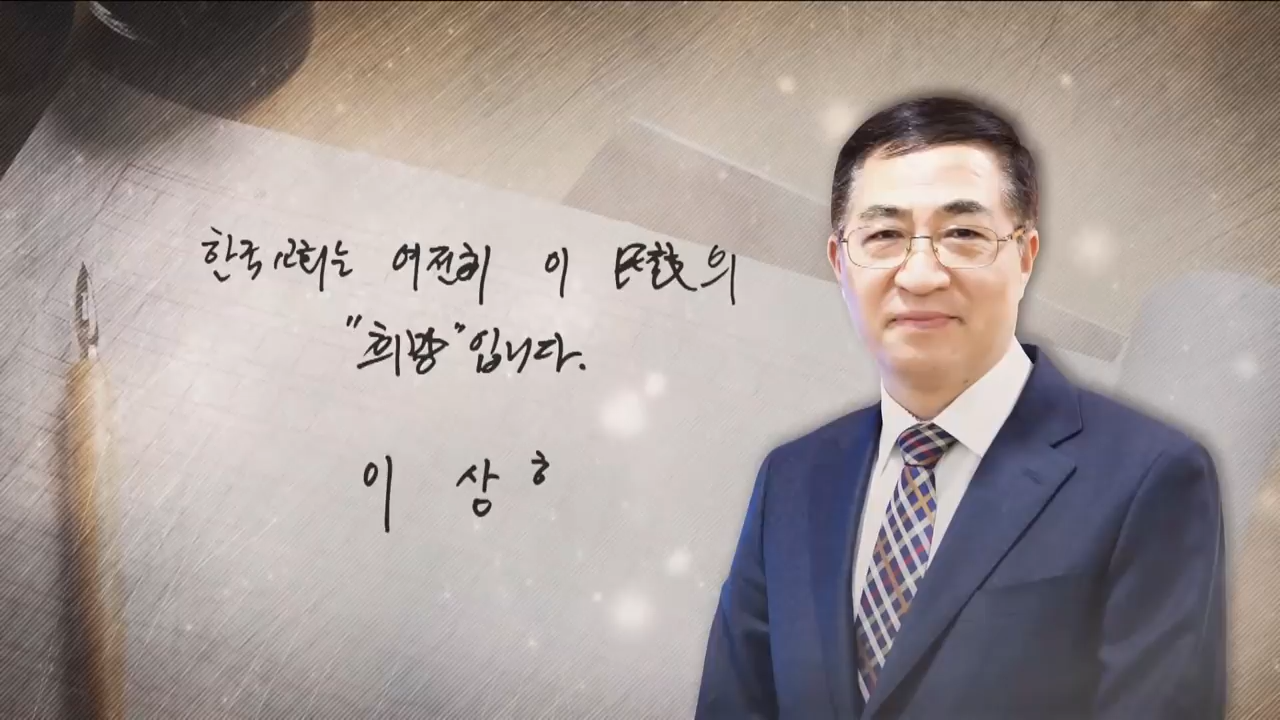 한국교회는 여전히 이 民族의
"희망"입니다.
이 상 ㅎ